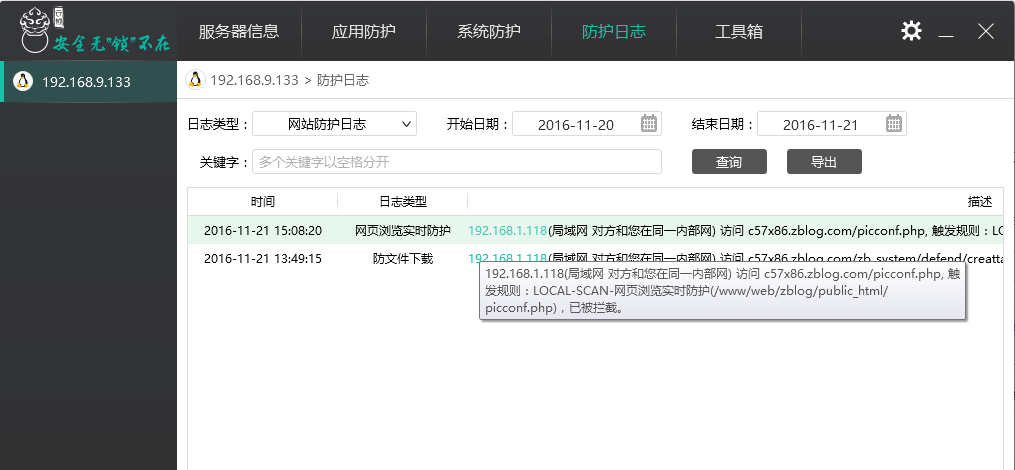 安全无"锁"不在
服务器信息 应用防护 系统防护 防护日志 工具箱
192.168.9.133
192.168.9.133 > 防护日志
日志类型： 网站防护日志 开始日期： 2016-11-20 结束日期： 2016-11-21
关键字： 多个关键字以空格分开 查询 导出
时间 日志类型 描述
2016-11-21 15:08:20 网页浏览实时防护 192.168.1.118(局域网 对方和您在同一内部网) 访问 c57x86.zblog.com/picconf.php, 触发规则：LO
2016-11-21 13:49:15 防文件下载 192.168.1.118(局域网 对方和您在同一内部网) 访问 c57x86.zblog.com/zb_system/defend/creatta
192.168.1.118(局域网 对方和您在同一内部网) 访问 c57x86.zblog.com/picconf.php, 触
发规则：LOCAL-SCAN-网页浏览实时防护(/www/web/zblog/public_html/
picconf.php)，已被拦截。